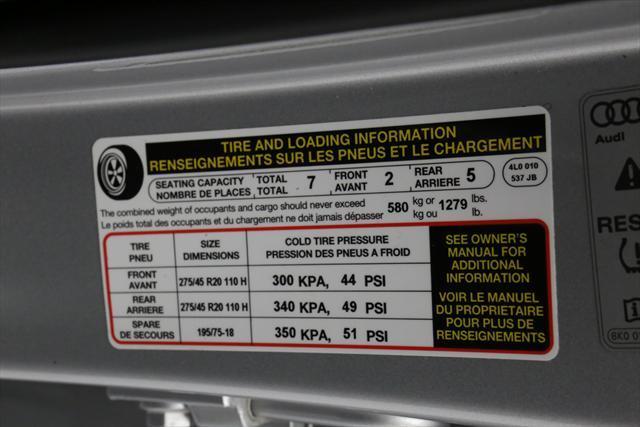 TIRE AND LOADING INFORMATION
RENSEIGNEMENTS SUR LES PNEUS ET LE CHARGEMENT
SEATING CAPACITY TOTAL 7 FRONT 2 REAR 5
NOMBRE DE PLACES TOTAL AVANT ARRIERE
4L0 010
537 JB
The combined weight of occupants and cargo should never exceed 580 kg or 1279 lbs.
Le poids total des occupants et du chargement ne doit jamais dépasser kg ou lb.
TIRE SIZE COLD TIRE PRESSURE
PNEU DIMENSIONS PRESSION DES PNEUS A FROID
FRONT
AVANT 275/45 R20 110 H 300 KPA, 44 PSI
REAR
ARRIERE 275/45 R20 110 H 340 KPA, 49 PSI
SPARE
DE SECOURS 195/75-18 350 KPA, 51 PSI
SEE OWNER'S
MANUAL FOR
ADDITIONAL
INFORMATION
VOIR LE MANUEL
DU PROPRIETAIRE
POUR PLUS DE
RENSEIGNEMENTS
Audi
RES
8K0 0